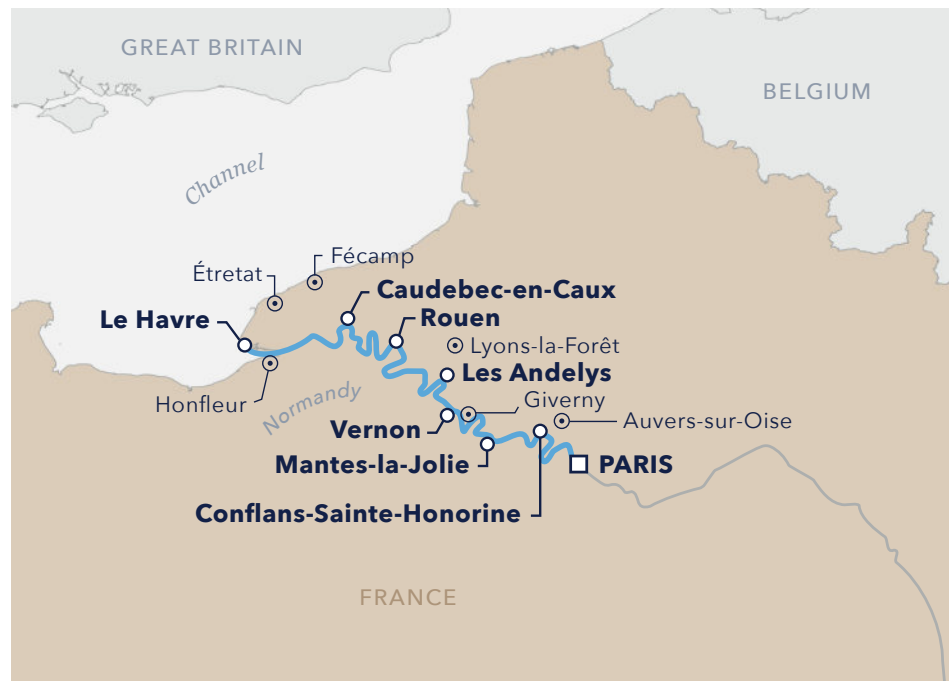 GREAT BRITAIN
BELGIUM
Channel
Fécamp
Étretat
Caudebec-en-Caux
Le Havre
Rouen
Lyons-la-Forêt
Les Andelys
Honfleur
Normandy
Giverny
Vernon
Auvers-sur-Oise
Mantes-la-Jolie
PARIS
Conflans-Sainte-Honorine
FRANCE